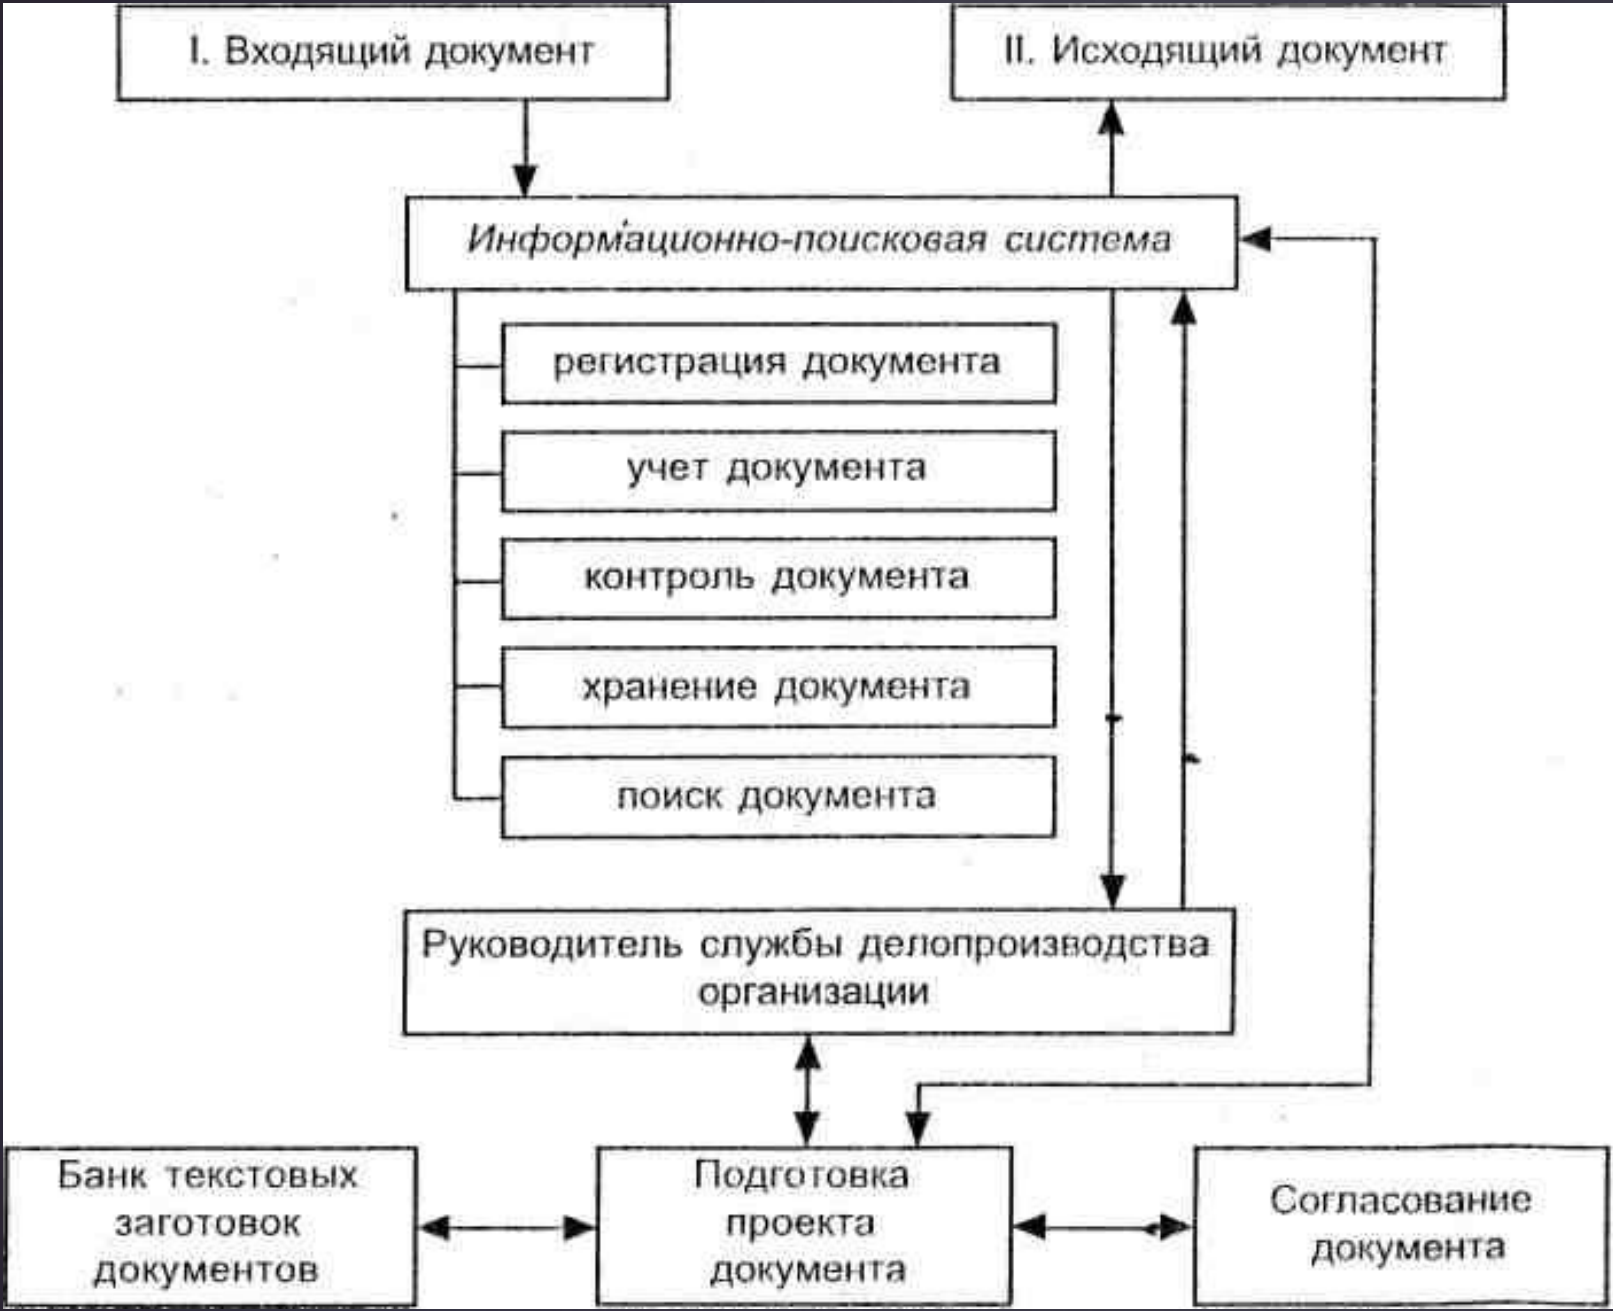 I. Входящий документ
II. Исходящий документ
Информационно-поисковая система
регистрация документа
учет документа
контроль документа
хранение документа
поиск документа
Руководитель службы делопроизводства
организации
Банк текстовых
заготовок
документов
Подготовка
проекта
документа
Согласование
документа